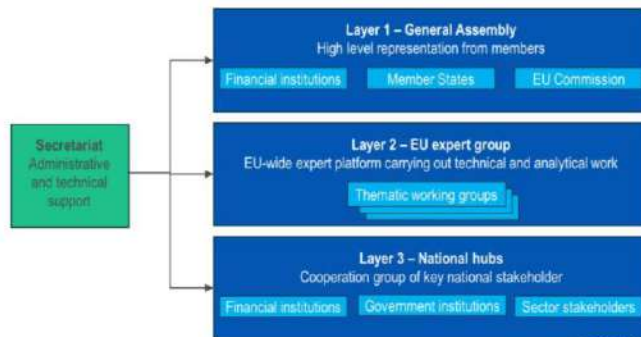 Layer 1 – General Assembly
High level representation from members
Financial institutions
Member States
EU Commission
Secretariat
Administrative
and technical
support
Layer 2 – EU expert group
EU-wide expert platform carrying out technical and analytical work
Thematic working groups
Layer 3 – National hubs
Cooperation group of key national stakeholder
Financial institutions
Government institutions
Sector stakeholders